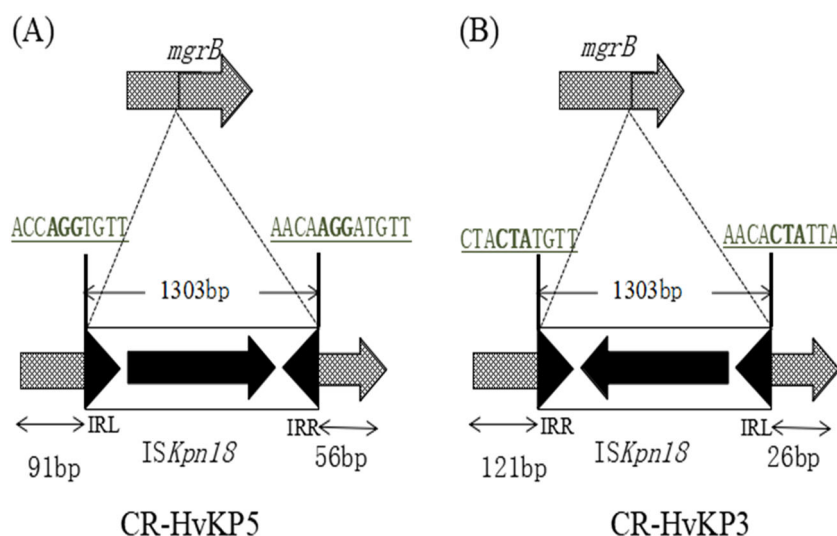 (A)
mgrB
ACCAGGTGTT
AACAAGGATGTT
1303bp
IRL
IRR
91bp
ISKpn18
56bp
CR-HvKP5
(B)
mgrB
CTACTATGTT
AACACTATTA
1303bp
IRR
IRL
121bp
ISKpn18
26bp
CR-HvKP3